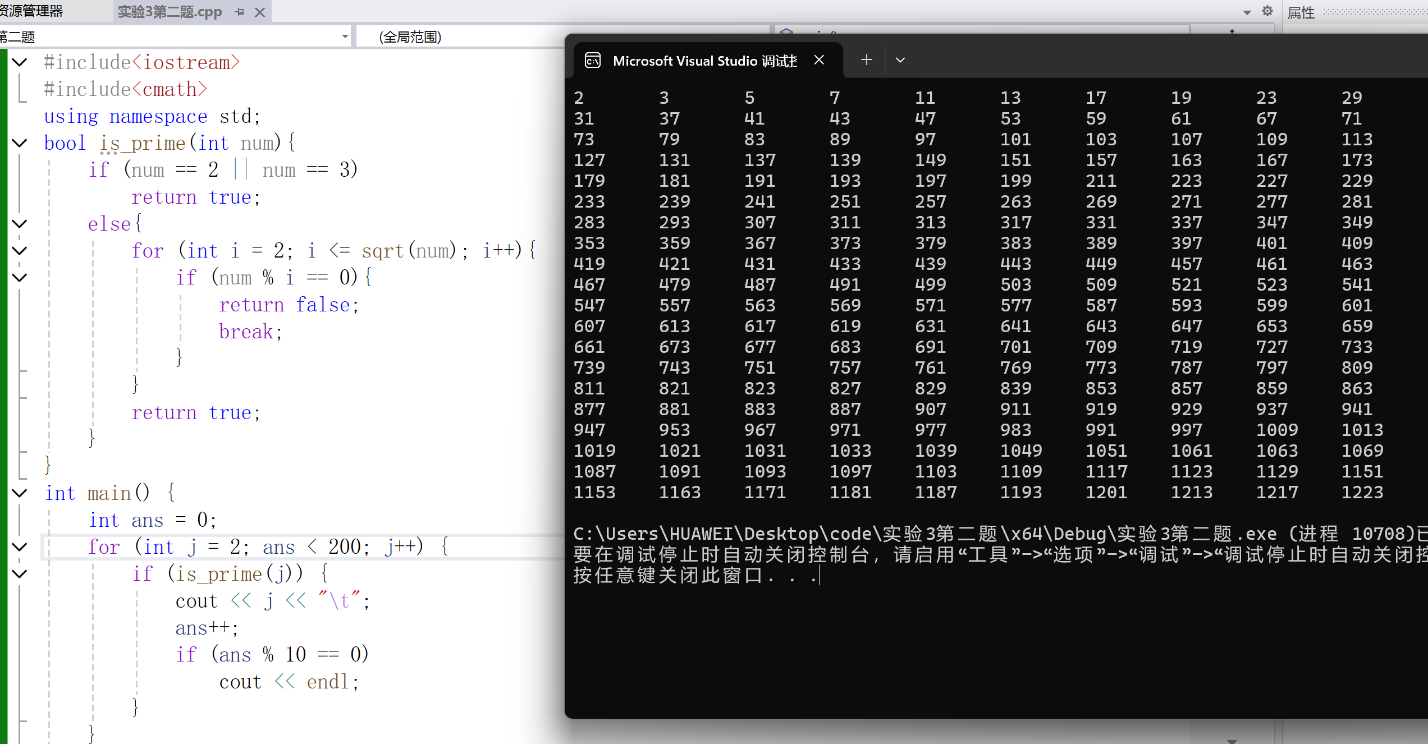 资源管理器
实验3第二题.cpp
属性
第二题
(全局范围)
#include<iostream>
#include<cmath>
using namespace std;
bool is_prime(int num){
if (num == 2 || num == 3)
return true;
else{
for (int i = 2; i <= sqrt(num); i++){
if (num % i == 0){
return false;
break;
}
}
return true;
}
}
int main() {
int ans = 0;
for (int j = 2; ans < 200; j++) {
if (is_prime(j)) {
cout << j << "\t";
ans++;
if (ans % 10 == 0)
cout << endl;
}
}
Microsoft Visual Studio 调试
2 3 5 7 11 13 17 19 23 29
31 37 41 43 47 53 59 61 67 71
73 79 83 89 97 101 103 107 109 113
127 131 137 139 149 151 157 163 167 173
179 181 191 193 197 199 211 223 227 229
233 239 241 251 257 263 269 271 277 281
283 293 307 311 313 317 331 337 347 349
353 359 367 373 379 383 389 397 401 409
419 421 431 433 439 443 449 457 461 463
467 479 487 491 499 503 509 521 523 541
547 557 563 569 571 577 587 593 599 601
607 613 617 619 631 641 643 647 653 659
661 673 677 683 691 701 709 719 727 733
739 743 751 757 761 769 773 787 797 809
811 821 823 827 829 839 853 857 859 863
877 881 883 887 907 911 919 929 937 941
947 953 967 971 977 983 991 997 1009 1013
1019 1021 1031 1033 1039 1049 1051 1061 1063 1069
1087 1091 1093 1097 1103 1109 1117 1123 1129 1151
1153 1163 1171 1181 1187 1193 1201 1213 1217 1223
C:\Users\HUAWEI\Desktop\code\实验3第二题\x64\Debug\实验3第二题.exe (进程 10708)已
要在调试停止时自动关闭控制台，请启用“工具”->“选项”->“调试”->“调试停止时自动关闭控
按任意键关闭此窗口. . .